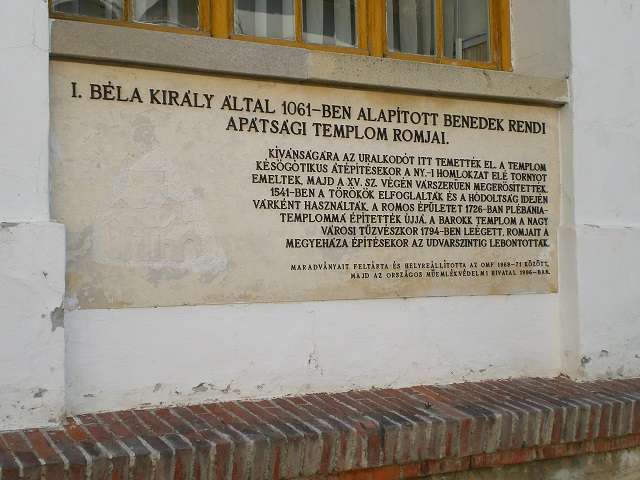 I. BÉLA KIRÁLY ÁLTAL 1061-BEN ALAPÍTOTT BENEDEK RENDI
APÁTSÁGI TEMPLOM ROMJAI.
KÍVÁNSÁGÁRA AZ URALKODÓT ITT TEMETTÉK EL. A TEMPLOM
KÉSŐGÓTIKUS ÁTÉPÍTÉSEKOR A NY.-I HOMLOKZAT ELÉ TORNYOT
EMELTEK, MAJD A XV. SZ. VÉGÉN VÁRSZERŰEN MEGERŐSÍTETTÉK.
1541-BEN A TÖRÖKÖK ELFOGLALTÁK ÉS A HÓDOLTSÁG IDEJÉN
VÁRKÉNT HASZNÁLTÁK. A ROMOS ÉPÜLETET 1726-BAN PLÉBÁNIA-
TEMPLOMMÁ ÉPÍTETTÉK ÚJJÁ. A BAROKK TEMPLOM A NAGY
VÁROSI TŰZVÉSZKOR 1794-BEN LEÉGETT, ROMJAIT A
MEGYEHÁZA ÉPÍTÉSEKOR AZ UDVARSZINTIG LEBONTOTTÁK.
MARADVÁNYAIT FELTÁRTA ÉS HELYREÁLLÍTOTTA AZ OMF 1969-71 KÖZÖTT,
MAJD AZ ORSZÁGOS MŰEMLÉKVÉDELMI HIVATAL 1996-BAN.